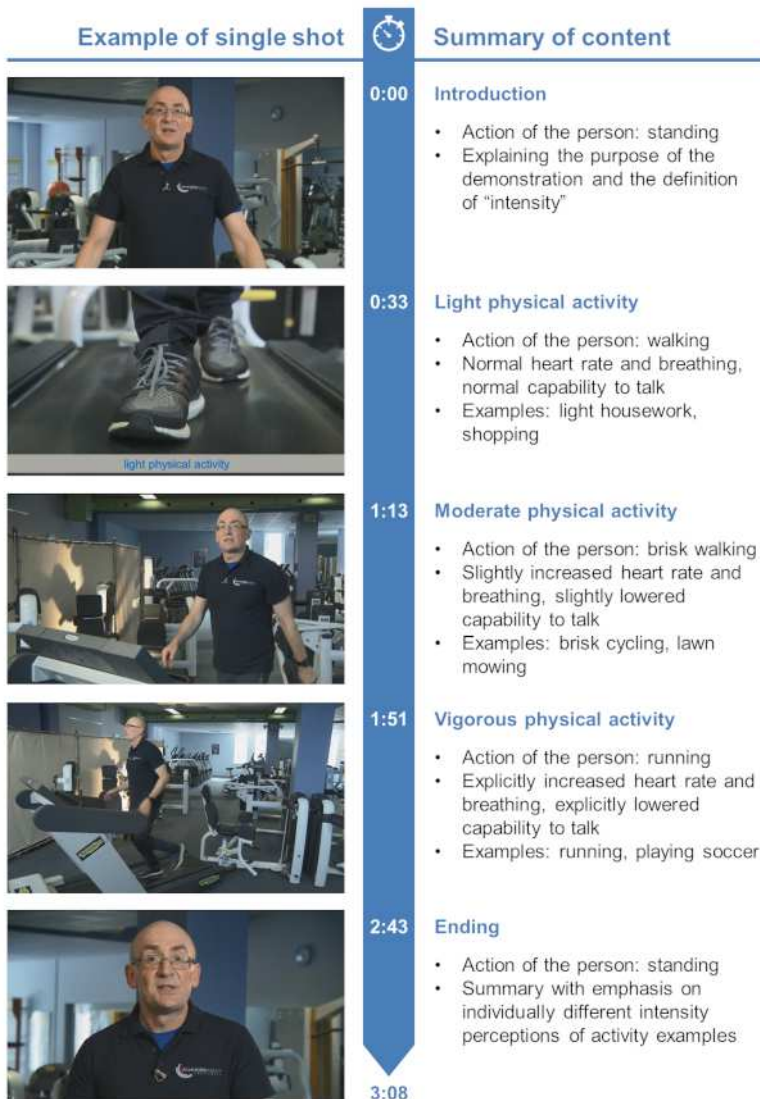 Example of single shot
Summary of content
0:00
Introduction
• Action of the person: standing
• Explaining the purpose of the
demonstration and the definition
of “intensity”
0:33
Light physical activity
• Action of the person: walking
• Normal heart rate and breathing,
normal capability to talk
• Examples: light housework,
shopping
light physical activity
1:13
Moderate physical activity
• Action of the person: brisk walking
• Slightly increased heart rate and
breathing, slightly lowered
capability to talk
• Examples: brisk cycling, lawn
mowing
1:51
Vigorous physical activity
• Action of the person: running
• Explicitly increased heart rate and
breathing, explicitly lowered
capability to talk
• Examples: running, playing soccer
2:43
Ending
• Action of the person: standing
• Summary with emphasis on
individually different intensity
perceptions of activity examples
3:08